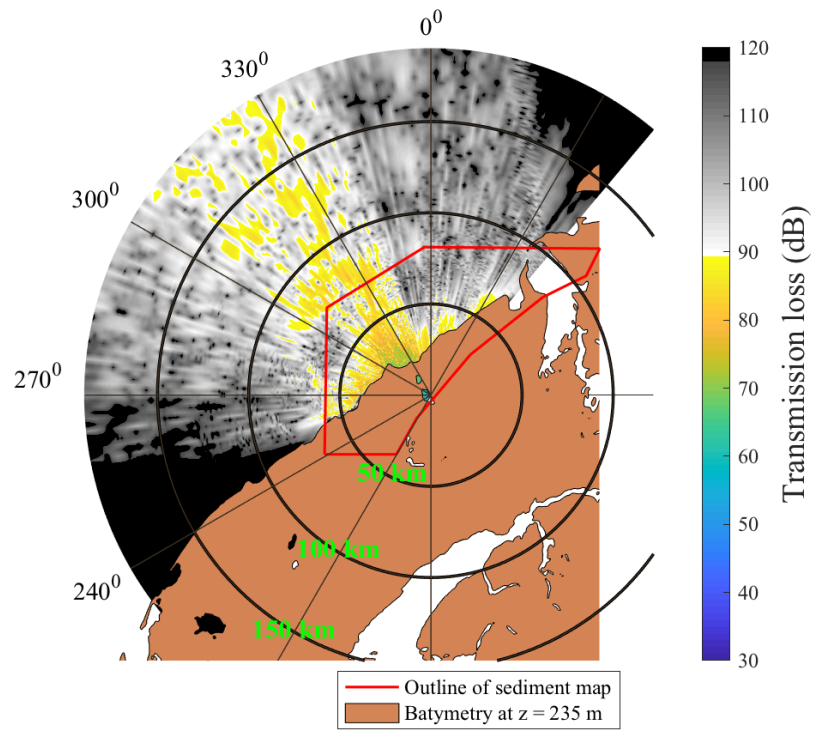 0⁰
330⁰
300⁰
270⁰
240⁰
50 km
100 km
150 km
120
110
100
90
80
70
60
50
40
30
Transmission loss (dB)
Outline of sediment map
Batymetry at z = 235 m